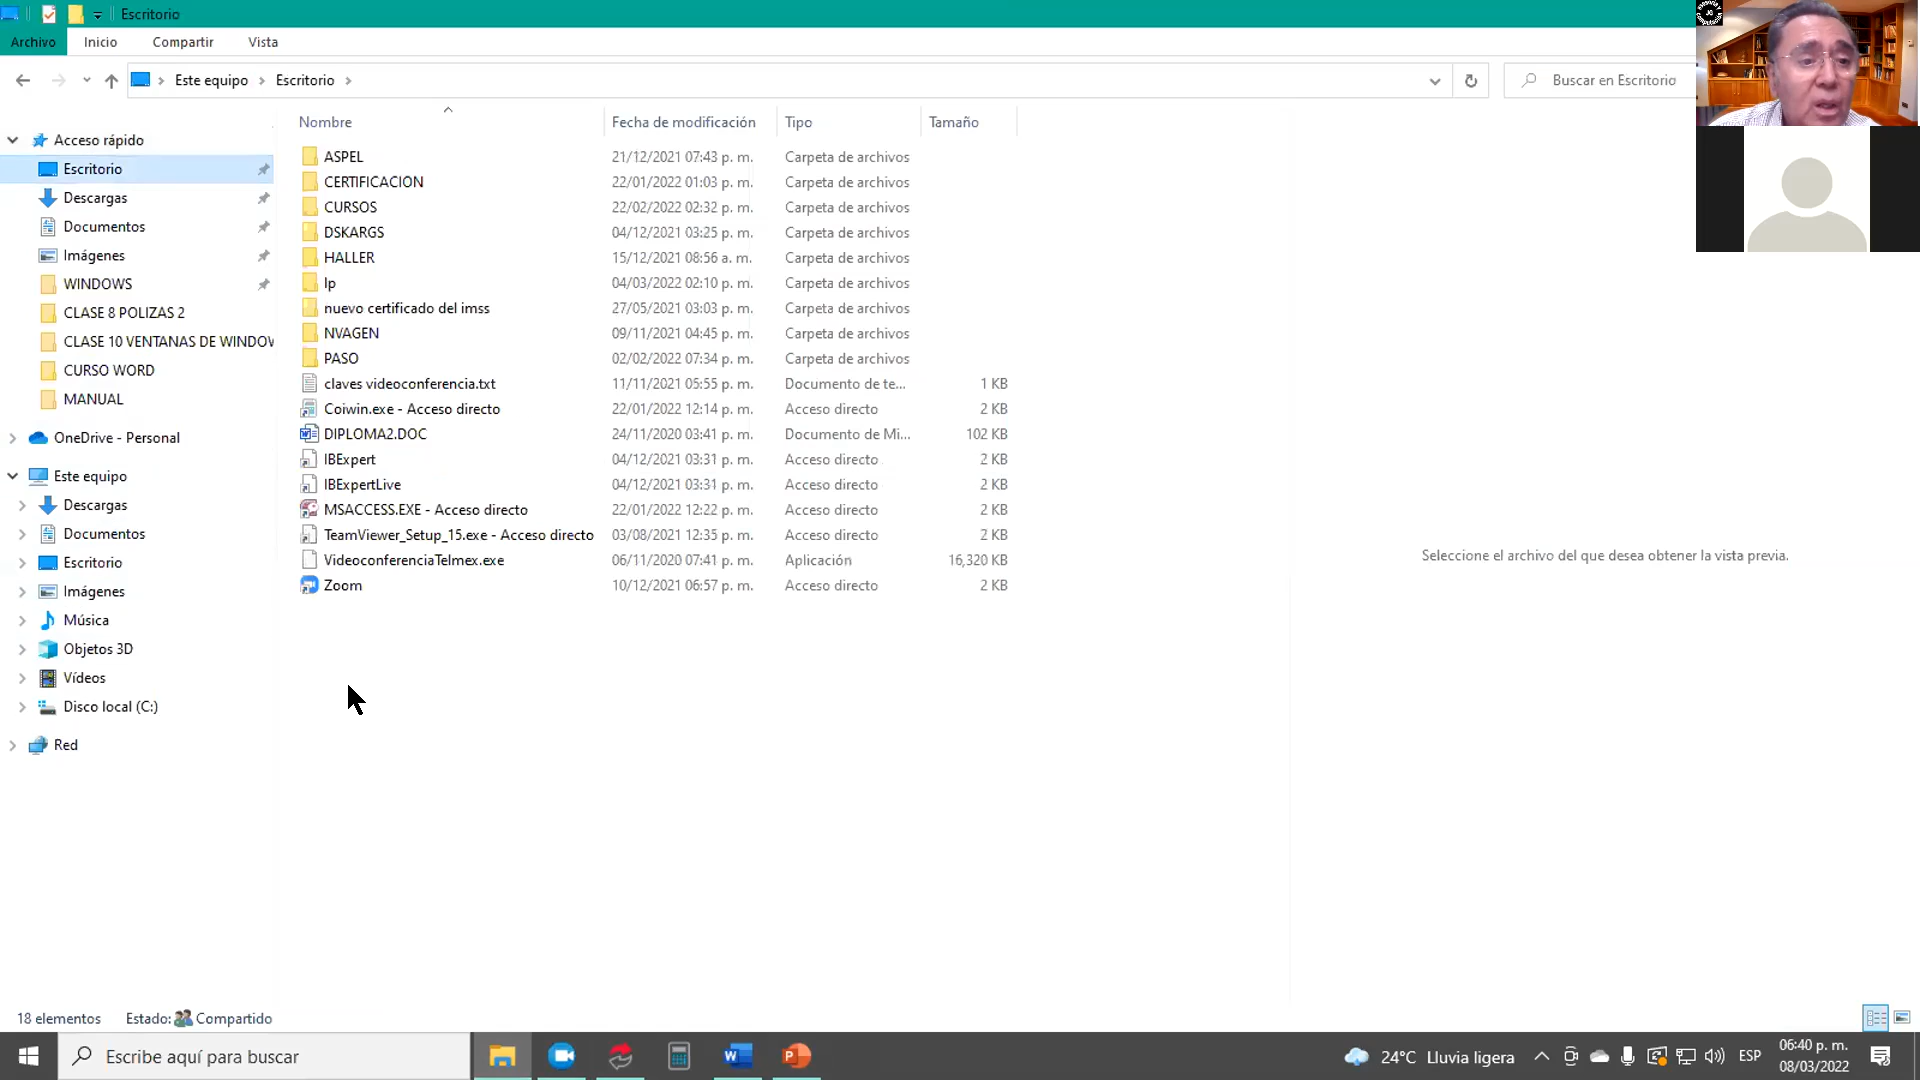 Escritorio
Archivo Inicio Compartir Vista
Este equipo Escritorio
Buscar en Escritorio
Nombre Fecha de modificación Tipo Tamaño
Acceso rápido
Escritorio
Descargas
Documentos
Imágenes
WINDOWS
CLASE 8 POLIZAS 2
CLASE 10 VENTANAS DE WINDOW
CURSO WORD
MANUAL
OneDrive - Personal
Este equipo
Descargas
Documentos
Escritorio
Imágenes
Música
Objetos 3D
Vídeos
Disco local (C:)
Red
ASPEL 21/12/2021 07:43 p. m. Carpeta de archivos
CERTIFICACION 22/01/2022 01:03 p. m. Carpeta de archivos
CURSOS 22/02/2022 02:32 p. m. Carpeta de archivos
DSKARGS 04/12/2021 03:25 p. m. Carpeta de archivos
HALLER 15/12/2021 08:56 a. m. Carpeta de archivos
04/03/2022 02:10 p. m. Carpeta de archivos
nuevo certificado del imss 27/05/2021 03:03 p. m. Carpeta de archivos
NVAGEN 09/11/2021 04:45 p. m. Carpeta de archivos
PASO 02/02/2022 07:34 p. m. Carpeta de archivos
claves videoconferencia.txt 11/11/2021 05:55 p. m. Documento de te... 1 KB
Coiwin.exe - Acceso directo 22/01/2022 12:14 p. m. Acceso directo 2 KB
DIPLOMA2.DOC 24/11/2020 03:41 p. m. Documento de Mi... 102 KB
IBExpert 04/12/2021 03:31 p. m. Acceso directo 2 KB
IBExpertLive 04/12/2021 03:31 p. m. Acceso directo 2 KB
MSACCESS.EXE - Acceso directo 22/01/2022 12:22 p. m. Acceso directo 2 KB
TeamViewer_Setup_15.exe - Acceso directo 03/08/2021 12:35 p. m. Acceso directo 2 KB
VideoconferenciaTelmex.exe 06/11/2020 07:41 p. m. Aplicación 16,320 KB
Zoom 10/12/2021 06:57 p. m. Acceso directo 2 KB
Seleccione el archivo del que desea obtener la vista previa.
18 elementos Estado: Compartido
Escribe aquí para buscar
24°C Lluvia ligera
ESP
06:40 p. m.
08/03/2022